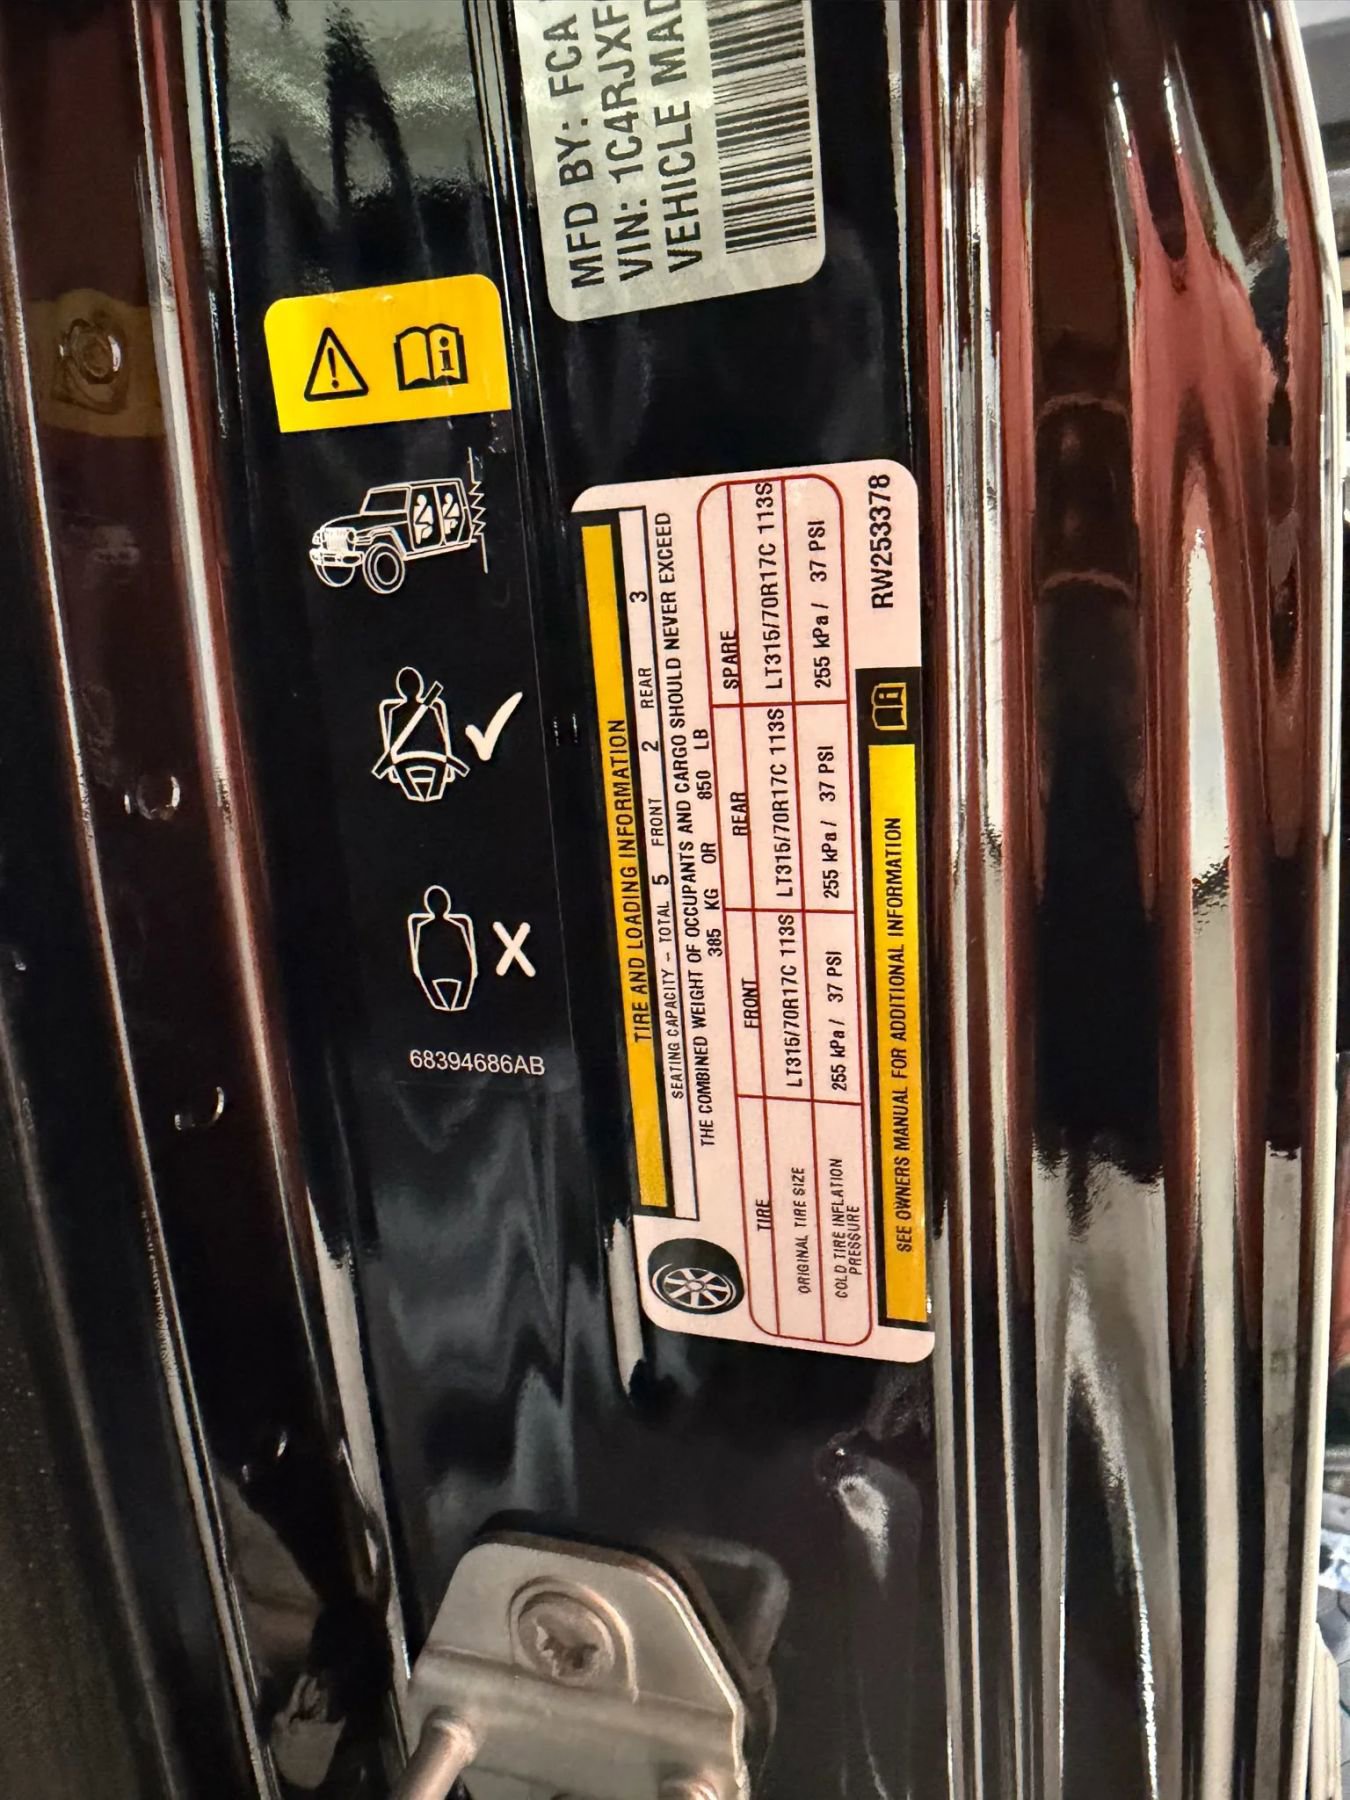 MFD BY: FCA
VIN: 1C4RJXF
VEHICLE MAD
TIRE AND LOADING INFORMATION
SEATING CAPACITY – TOTAL 5 FRONT 2 REAR 3
THE COMBINED WEIGHT OF OCCUPANTS AND CARGO SHOULD NEVER EXCEED
385 KG OR 850 LB
TIRE FRONT REAR SPARE
ORIGINAL TIRE SIZE LT315/70R17C 113S LT315/70R17C 113S LT315/70R17C 113S
COLD TIRE INFLATION PRESSURE 255 kPa / 37 PSI 255 kPa / 37 PSI 255 kPa / 37 PSI
SEE OWNERS MANUAL FOR ADDITIONAL INFORMATION
RW253378
68394686AB